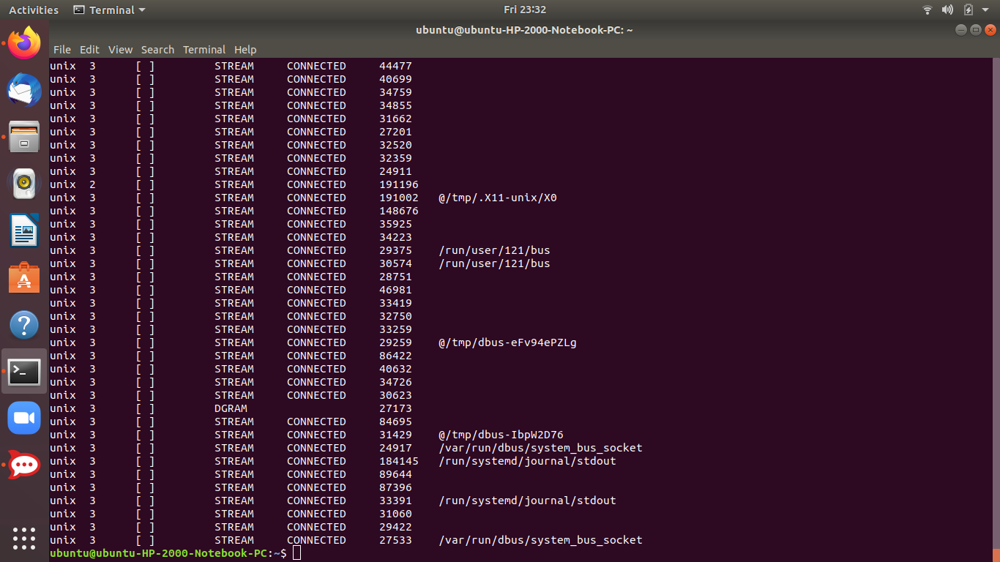 Activities Terminal Fri 23:32
ubuntu@ubuntu-HP-2000-Notebook-PC: ~
File Edit View Search Terminal Help
unix 3 [ ] STREAM CONNECTED 44477
unix 3 [ ] STREAM CONNECTED 40699
unix 3 [ ] STREAM CONNECTED 34759
unix 3 [ ] STREAM CONNECTED 34855
unix 3 [ ] STREAM CONNECTED 31662
unix 3 [ ] STREAM CONNECTED 27201
unix 3 [ ] STREAM CONNECTED 32520
unix 3 [ ] STREAM CONNECTED 32359
unix 3 [ ] STREAM CONNECTED 24911
unix 2 [ ] STREAM CONNECTED 191196
unix 3 [ ] STREAM CONNECTED 191002 @/tmp/.X11-unix/X0
unix 3 [ ] STREAM CONNECTED 148676
unix 3 [ ] STREAM CONNECTED 35925
unix 3 [ ] STREAM CONNECTED 34223
unix 3 [ ] STREAM CONNECTED 29375 /run/user/121/bus
unix 3 [ ] STREAM CONNECTED 30574 /run/user/121/bus
unix 3 [ ] STREAM CONNECTED 28751
unix 3 [ ] STREAM CONNECTED 46981
unix 3 [ ] STREAM CONNECTED 33419
unix 3 [ ] STREAM CONNECTED 32750
unix 3 [ ] STREAM CONNECTED 33259
unix 3 [ ] STREAM CONNECTED 29259 @/tmp/dbus-eFv94ePZLg
unix 3 [ ] STREAM CONNECTED 86422
unix 3 [ ] STREAM CONNECTED 40632
unix 3 [ ] STREAM CONNECTED 34726
unix 3 [ ] STREAM CONNECTED 30623
unix 3 [ ] DGRAM 27173
unix 3 [ ] STREAM CONNECTED 84695
unix 3 [ ] STREAM CONNECTED 31429 @/tmp/dbus-IbpW2D76
unix 3 [ ] STREAM CONNECTED 24917 /var/run/dbus/system_bus_socket
unix 3 [ ] STREAM CONNECTED 184145 /run/systemd/journal/stdout
unix 3 [ ] STREAM CONNECTED 89644
unix 3 [ ] STREAM CONNECTED 87396
unix 3 [ ] STREAM CONNECTED 33391 /run/systemd/journal/stdout
unix 3 [ ] STREAM CONNECTED 31060
unix 3 [ ] STREAM CONNECTED 29422
unix 3 [ ] STREAM CONNECTED 27533 /var/run/dbus/system_bus_socket
ubuntu@ubuntu-HP-2000-Notebook-PC:~$